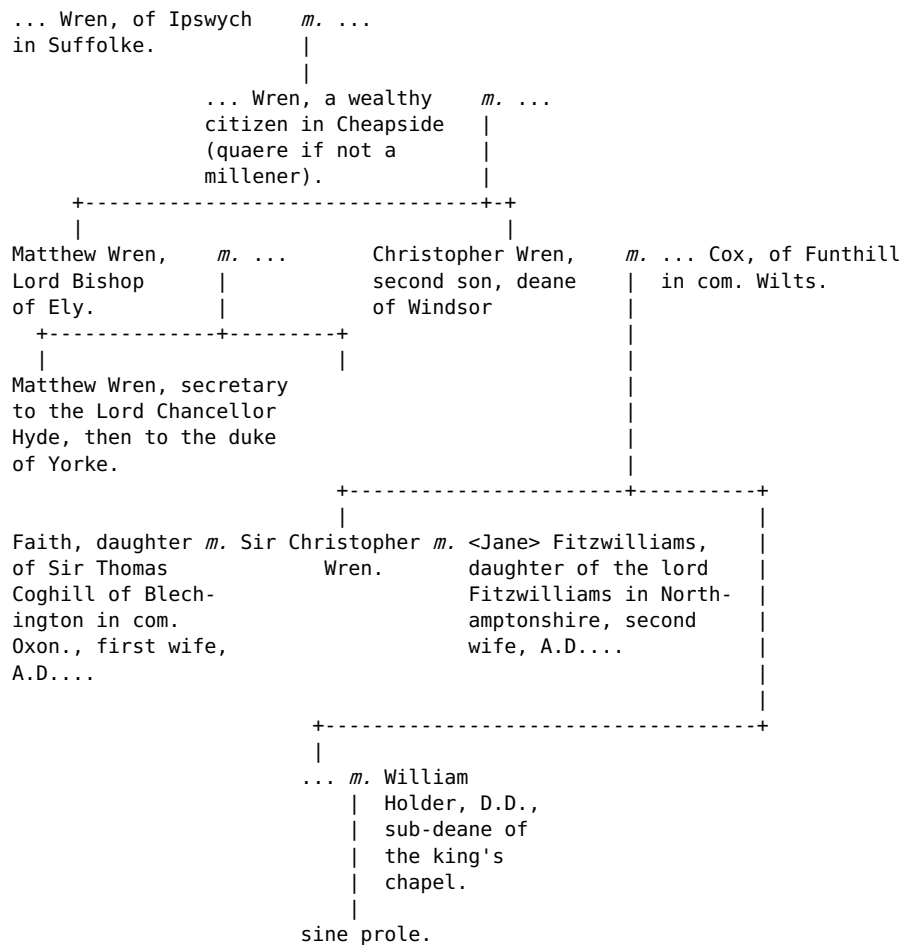 ... Wren, of Ipswych m. ...
in Suffolke.
... Wren, a wealthy m. ...
citizen in Cheapside
(quaere if not a
millener).
Matthew Wren, m. ... Christopher Wren, m. ... Cox, of Funthill
Lord Bishop second son, deane in com. Wilts.
of Ely. of Windsor
Matthew Wren, secretary
to the Lord Chancellor
Hyde, then to the duke
of Yorke.
Faith, daughter m. Sir Christopher m. <Jane> Fitzwilliams,
of Sir Thomas Wren. daughter of the lord
Coghill of Blech- Fitzwilliams in North-
ington in com. amptonshire, second
Oxon., first wife, wife, A.D....
A.D....
... m. William
Holder, D.D.,
sub-deane of
the king's
chapel.
sine prole.